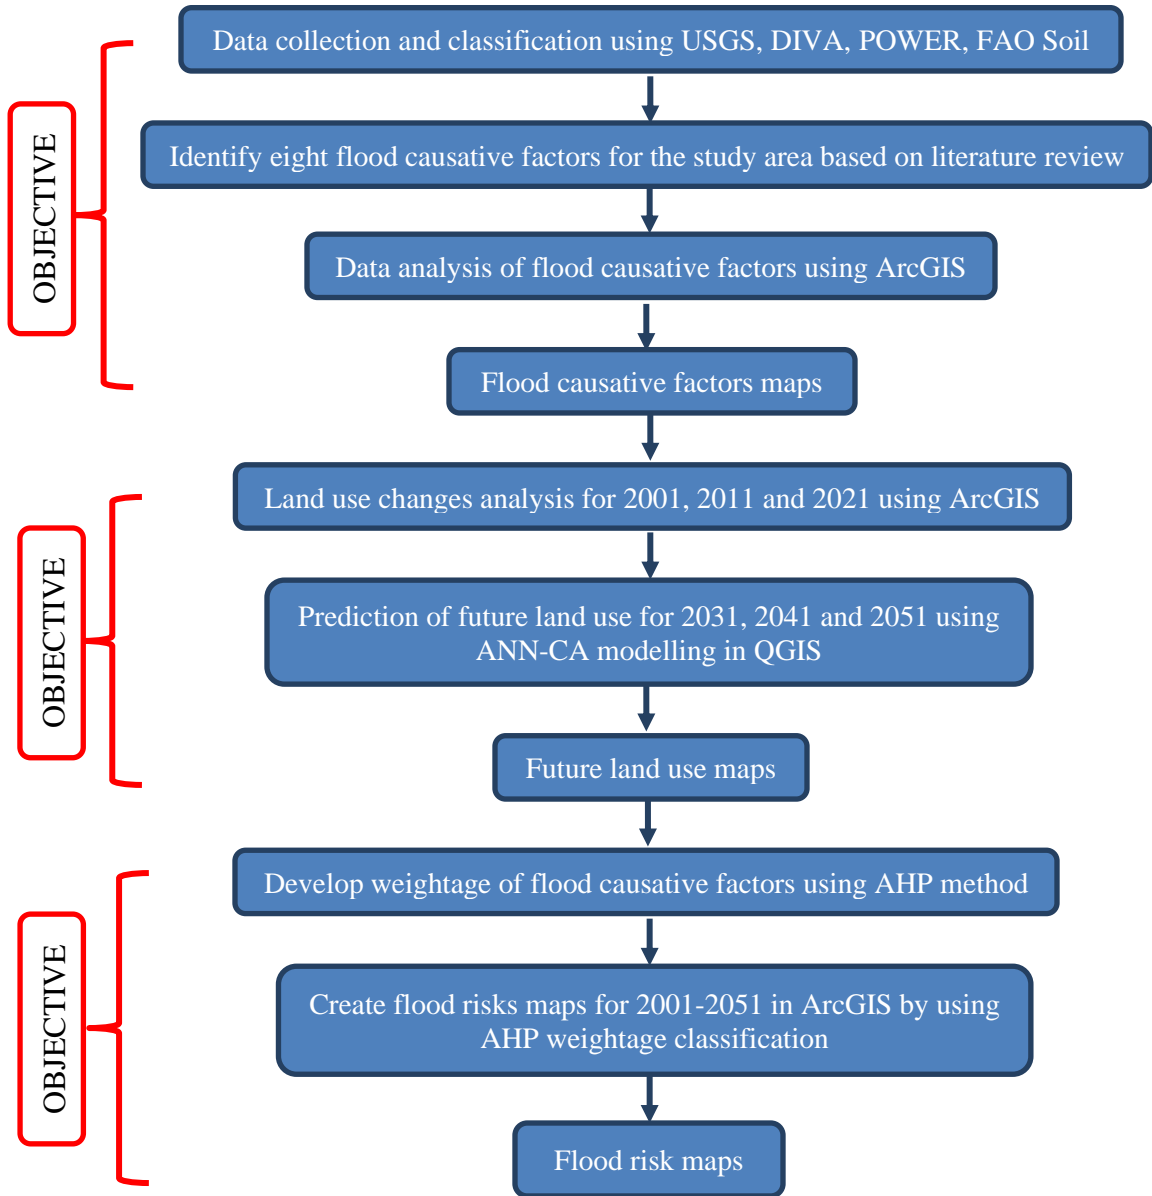 Data collection and classification using USGS, DIVA, POWER, FAO Soil
Identify eight flood causative factors for the study area based on literature review
Data analysis of flood causative factors using ArcGIS
Flood causative factors maps
OBJECTIVE
Land use changes analysis for 2001, 2011 and 2021 using ArcGIS
Prediction of future land use for 2031, 2041 and 2051 using
ANN-CA modelling in QGIS
Future land use maps
OBJECTIVE
Develop weightage of flood causative factors using AHP method
Create flood risks maps for 2001-2051 in ArcGIS by using
AHP weightage classification
Flood risk maps
OBJECTIVE